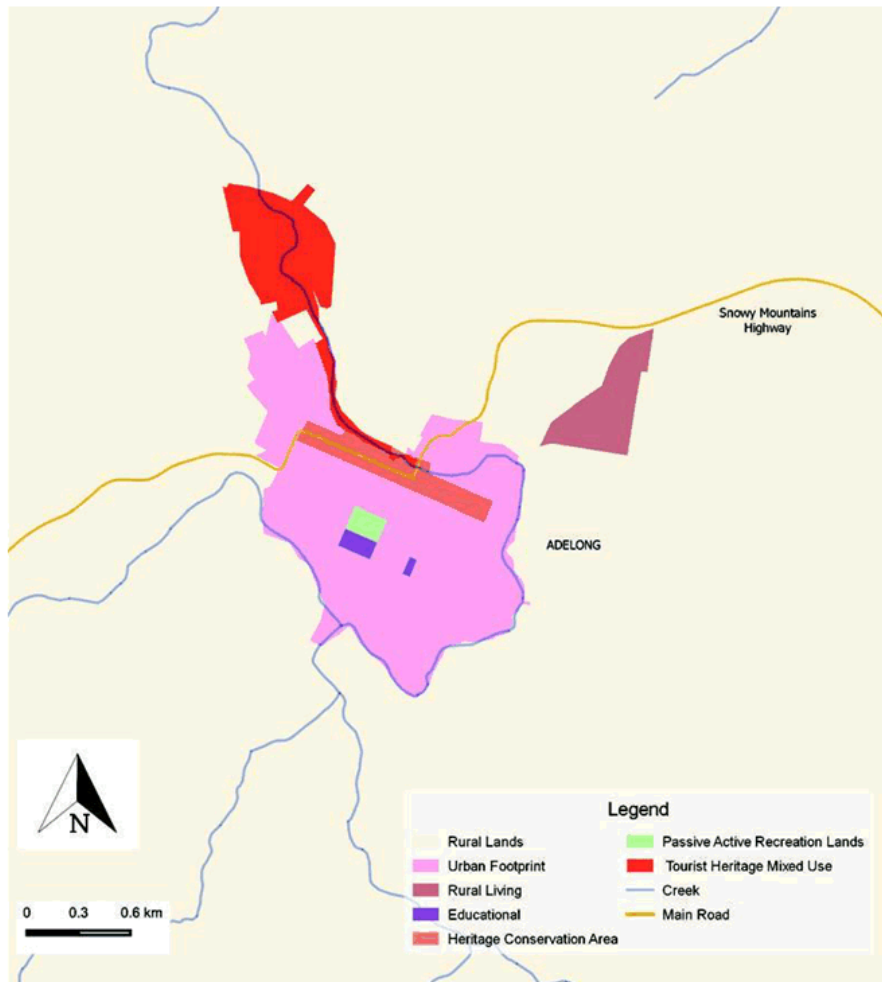 Snowy Mountains
Highway
ADELONG
N
0 0.3 0.6 km
Legend
Rural Lands
Urban Footprint
Rural Living
Educational
Heritage Conservation Area
Passive Active Recreation Lands
Tourist Heritage Mixed Use
Creek
Main Road